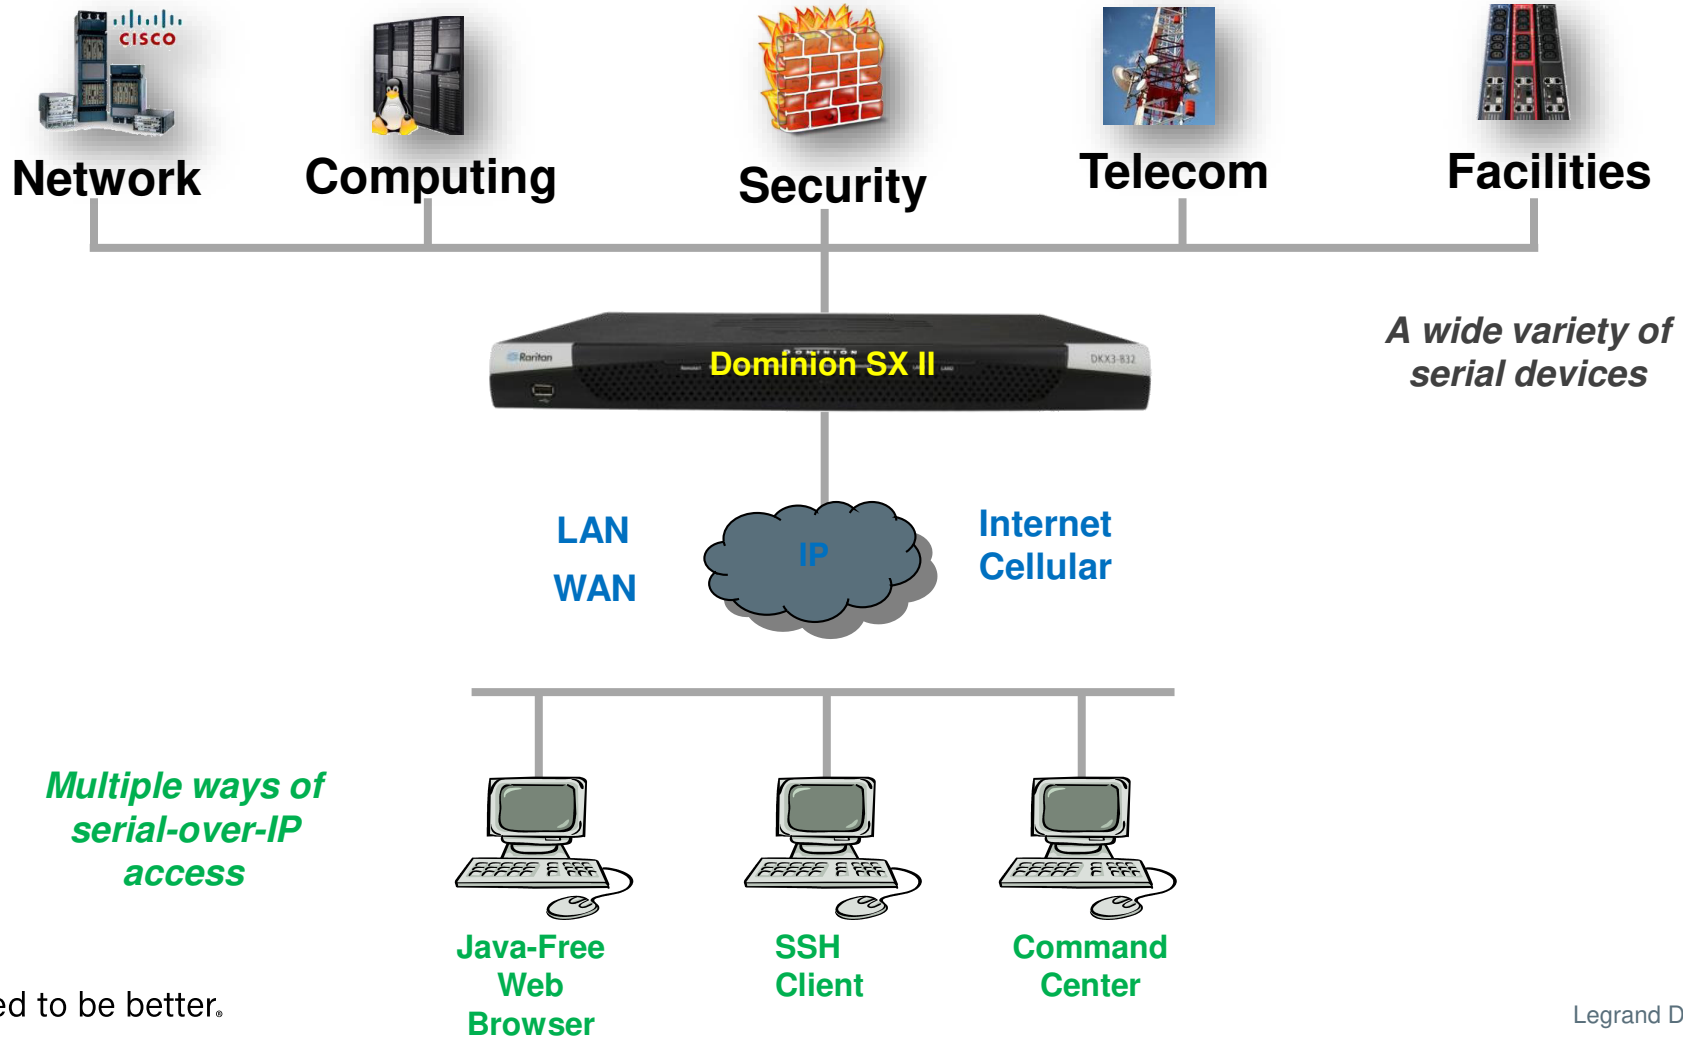 CISCO
Network
Computing
Security
Telecom
Facilities
Raritan
DOMINION
Dominion SX II
DKX3-832
A wide variety of
serial devices
LAN
WAN
IP
Internet
Cellular
Multiple ways of
serial-over-IP
access
Java-Free
Web
Browser
SSH
Client
Command
Center
ed to be better.
Legrand D